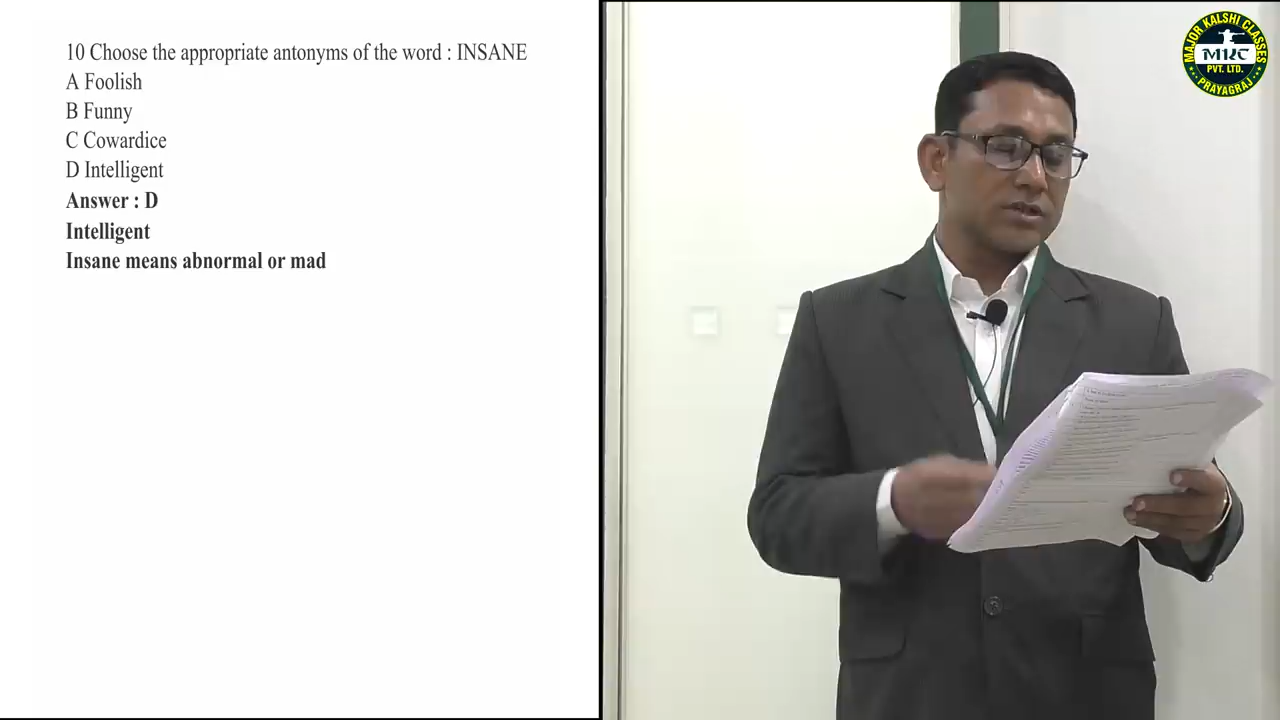 10 Choose the appropriate antonyms of the word : INSANE
A Foolish
B Funny
C Cowardice
D Intelligent
Answer : D
Intelligent
Insane means abnormal or mad
MAJOR KALSHI CLASSES
MKC
PVT. LTD.
PRAYAGRAJ